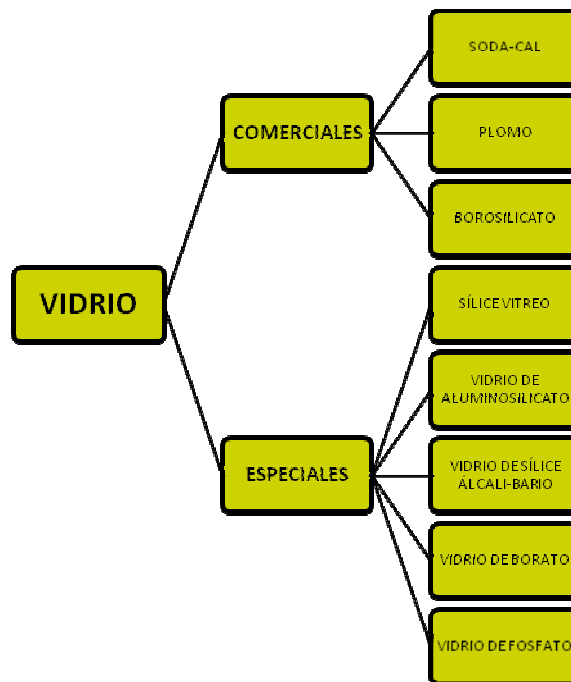 VIDRIO
COMERCIALES
SODA-CAL
PLOMO
BOROSILICATO
ESPECIALES
SÍLICE VITREO
VIDRIO DE
ALUMINOSILICATO
VIDRIO DE SÍLICE
ÁLCALI-BARIO
VIDRIO DE BORATO
VIDRIO DE FOSFATO